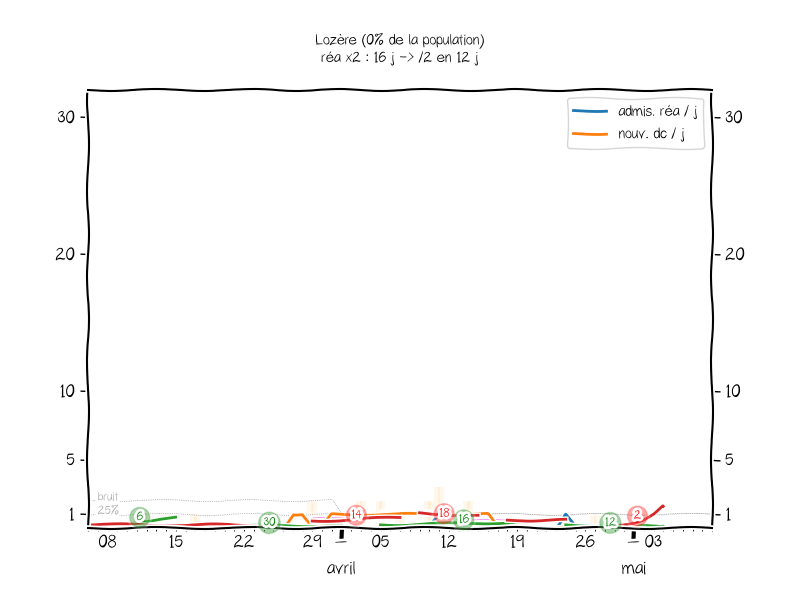 Lozère (0% de la population)
réa x2 : 16 j -> /2 en 12 j
admis. réa / j
nouv. dc / j
30
30
20
20
10
10
5
5
bruit
25%
1
1
6
30
14
18
16
12
2
08 15 22 29 05 12 19 26 03
avril mai